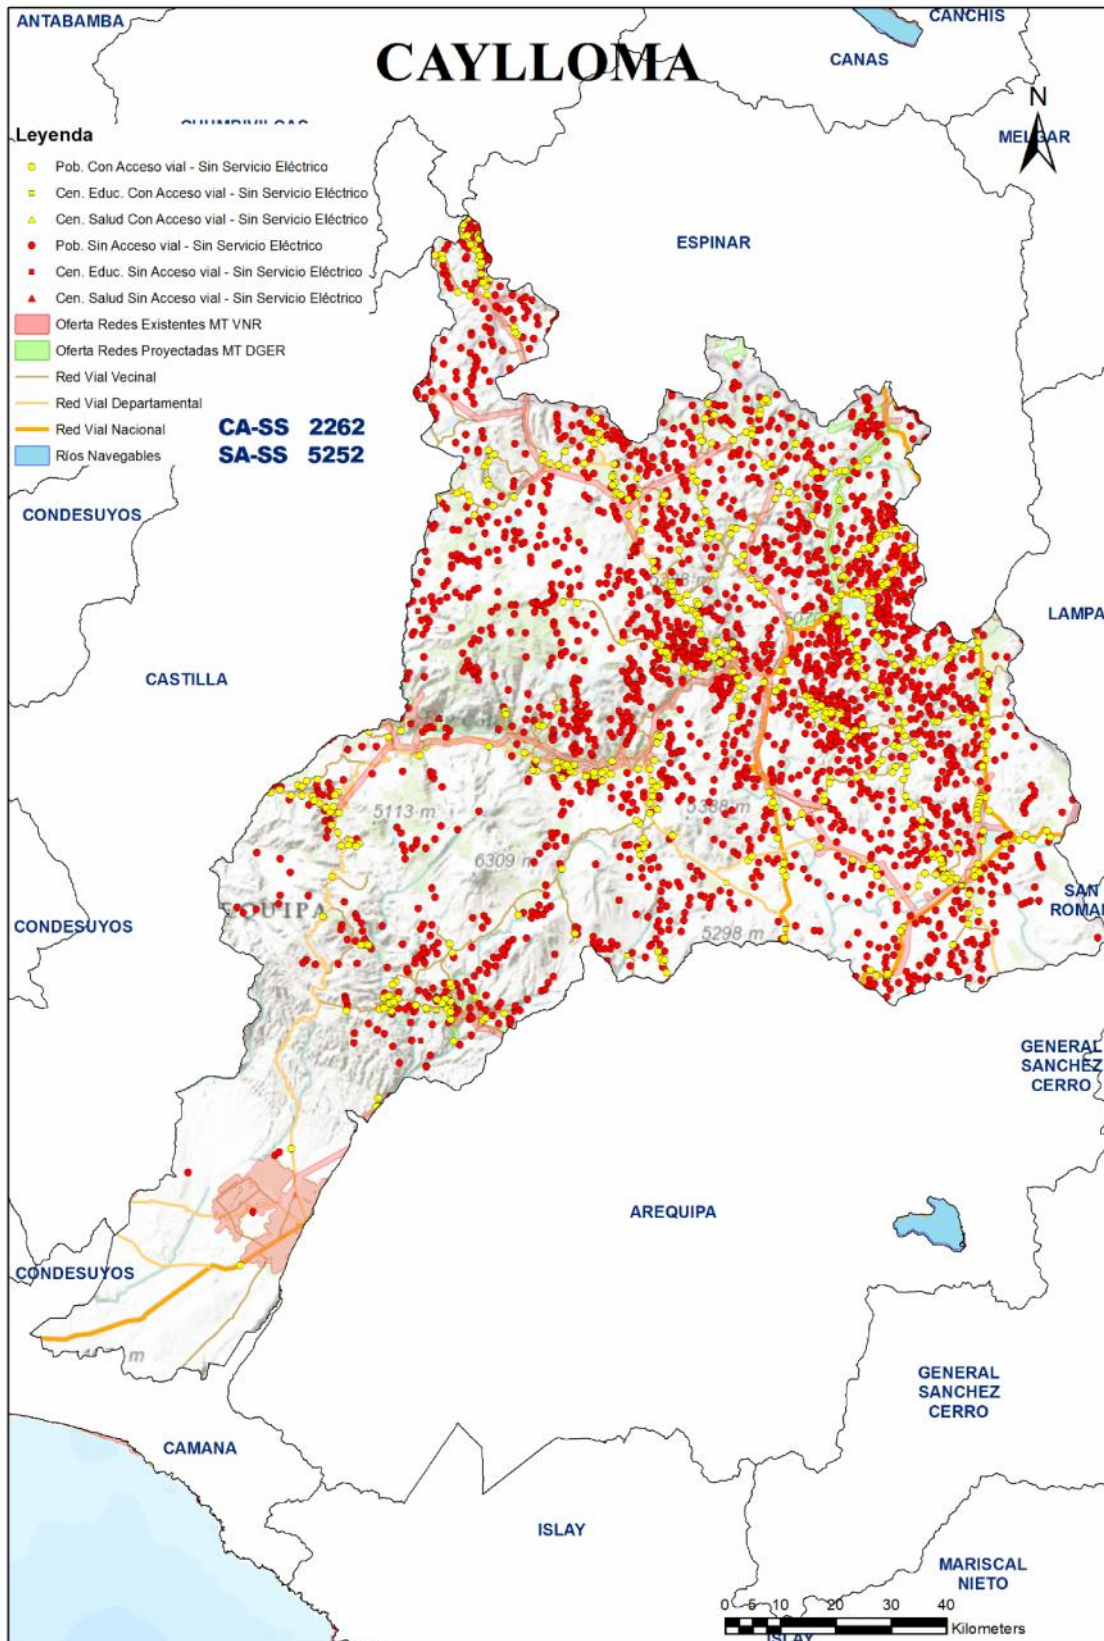 ANTABAMBA
CANCHIS
CANAS
CAYLLOMA
N
MELGAR
CHUMBIVILCAS
Leyenda
Pob. Con Acceso vial - Sin Servicio Eléctrico
Cen. Educ. Con Acceso vial - Sin Servicio Eléctrico
Cen. Salud Con Acceso vial - Sin Servicio Eléctrico
Pob. Sin Acceso vial - Sin Servicio Eléctrico
Cen. Educ. Sin Acceso vial - Sin Servicio Eléctrico
Cen. Salud Sin Acceso vial - Sin Servicio Eléctrico
Oferta Redes Existentes MT VNR
Oferta Redes Proyectadas MT DGER
Red Vial Vecinal
Red Vial Departamental
Red Vial Nacional
Ríos Navegables
CA-SS 2262
SA-SS 5252
ESPINAR
CONDESUYOS
LAMPA
CASTILLA
5113 m
5388 m
6309 m
SAN
ROMAN
CONDESUYOS
5298 m
GENERAL
SANCHEZ
CERRO
AREQUIPA
CONDESUYOS
m
GENERAL
SANCHEZ
CERRO
CAMANA
ISLAY
MARISCAL
NIETO
0 5 10 20 30 40
Kilometers
ISLAY